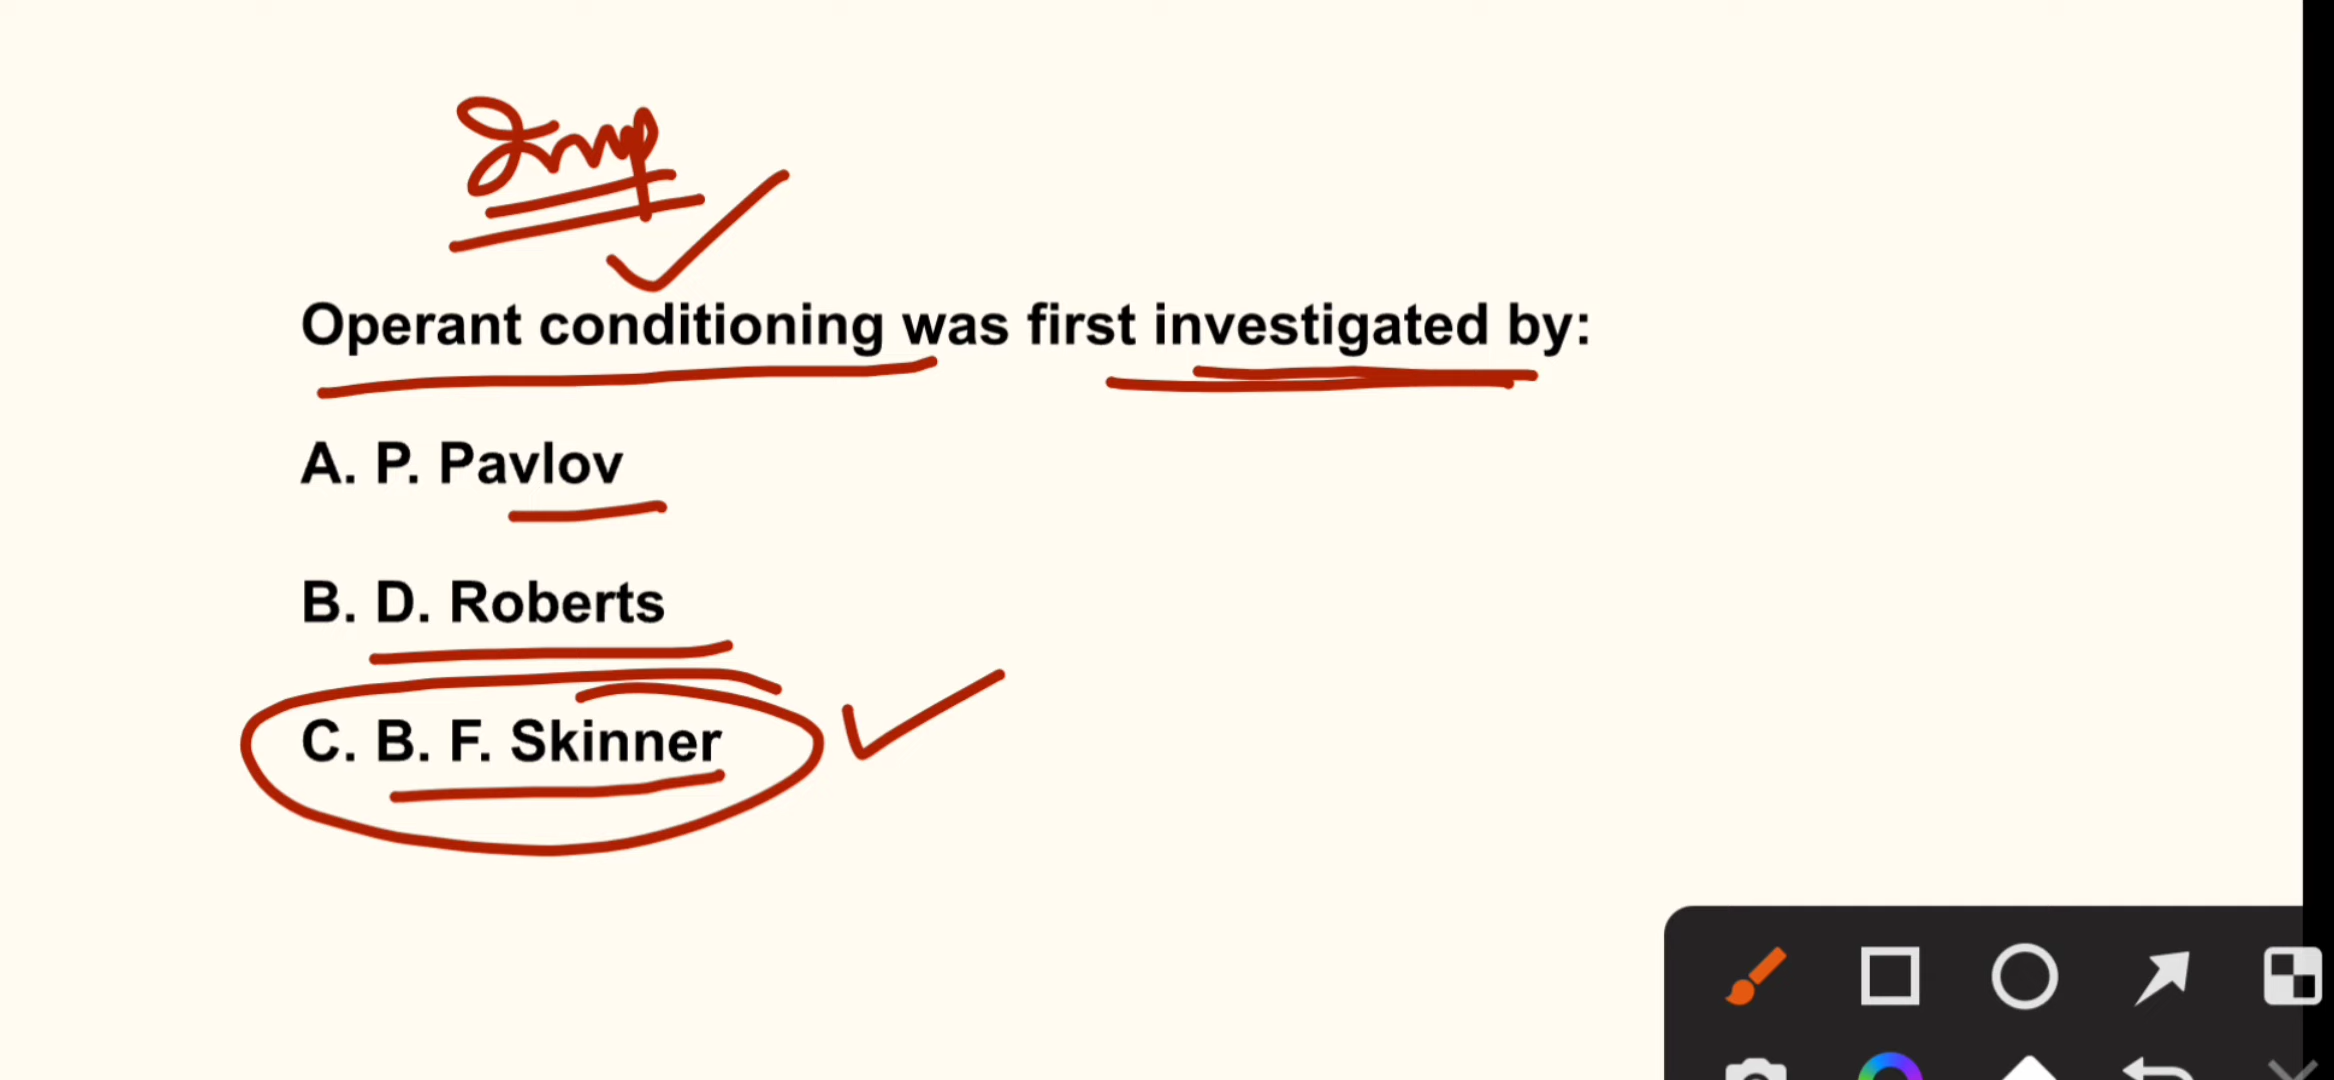 Imp
Operant conditioning was first investigated by:
A. P. Pavlov
B. D. Roberts
C. B. F. Skinner